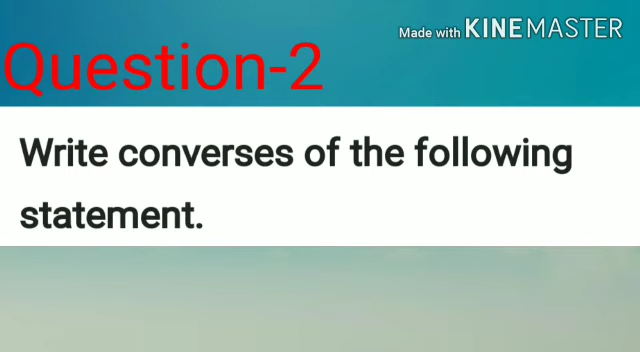 Made with KINEMASTER
Question-2
Write converses of the following
statement.